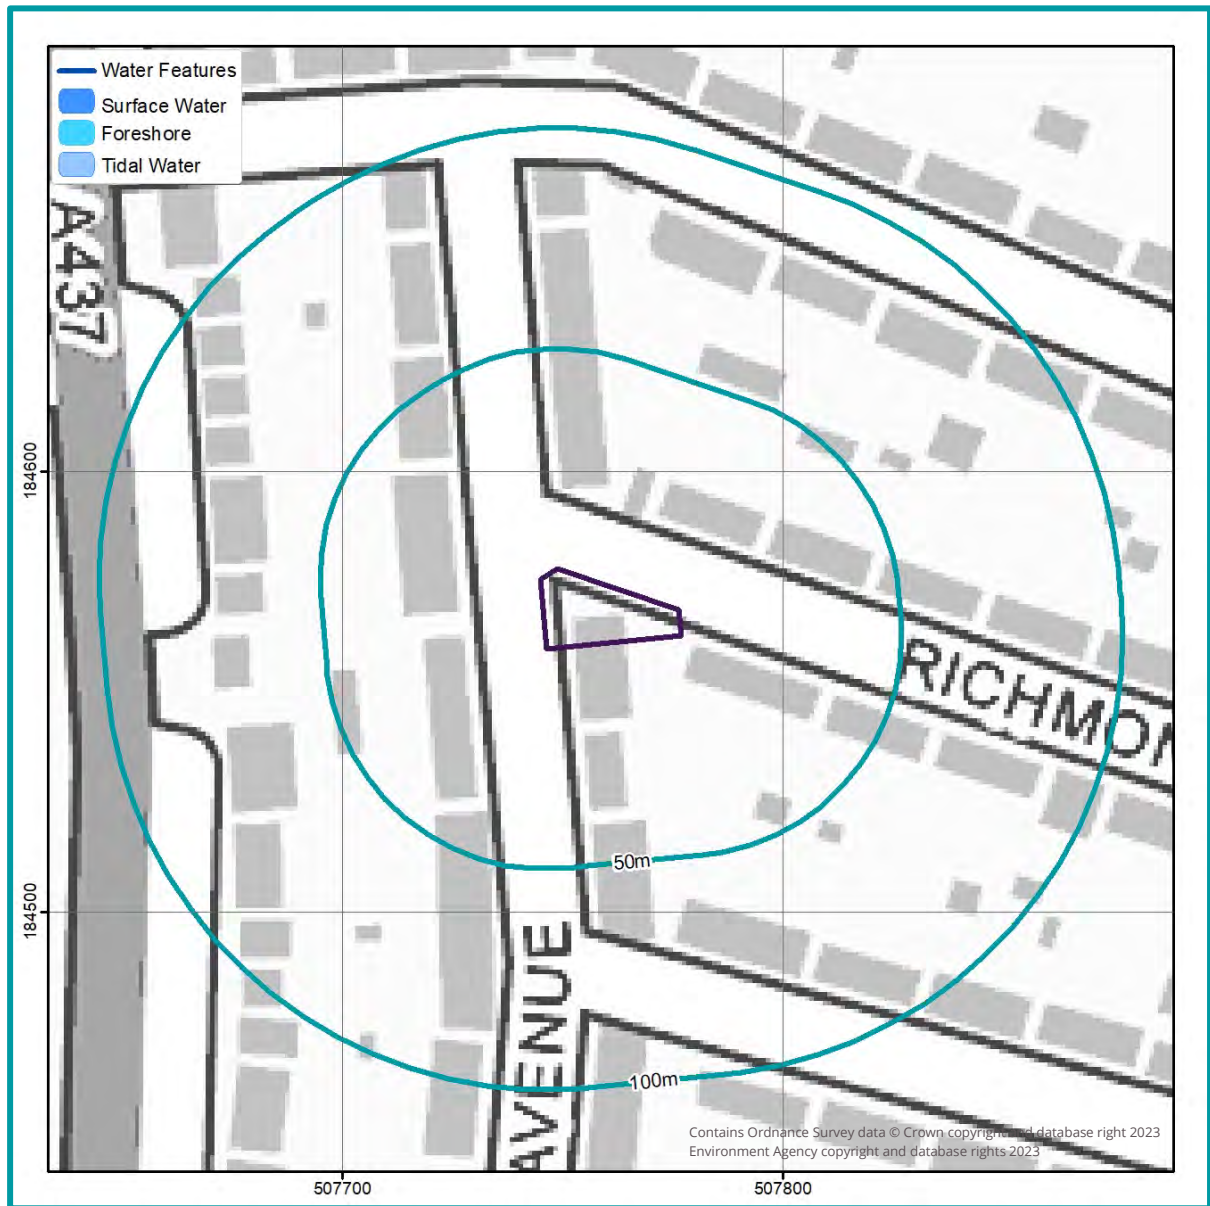 Water Features
Surface Water
Foreshore
Tidal Water
A437
184600
RICHMON
50m
184500
AVENUE
100m
Contains Ordnance Survey data © Crown copyright and database right 2023
Environment Agency copyright and database rights 2023
507700
507800